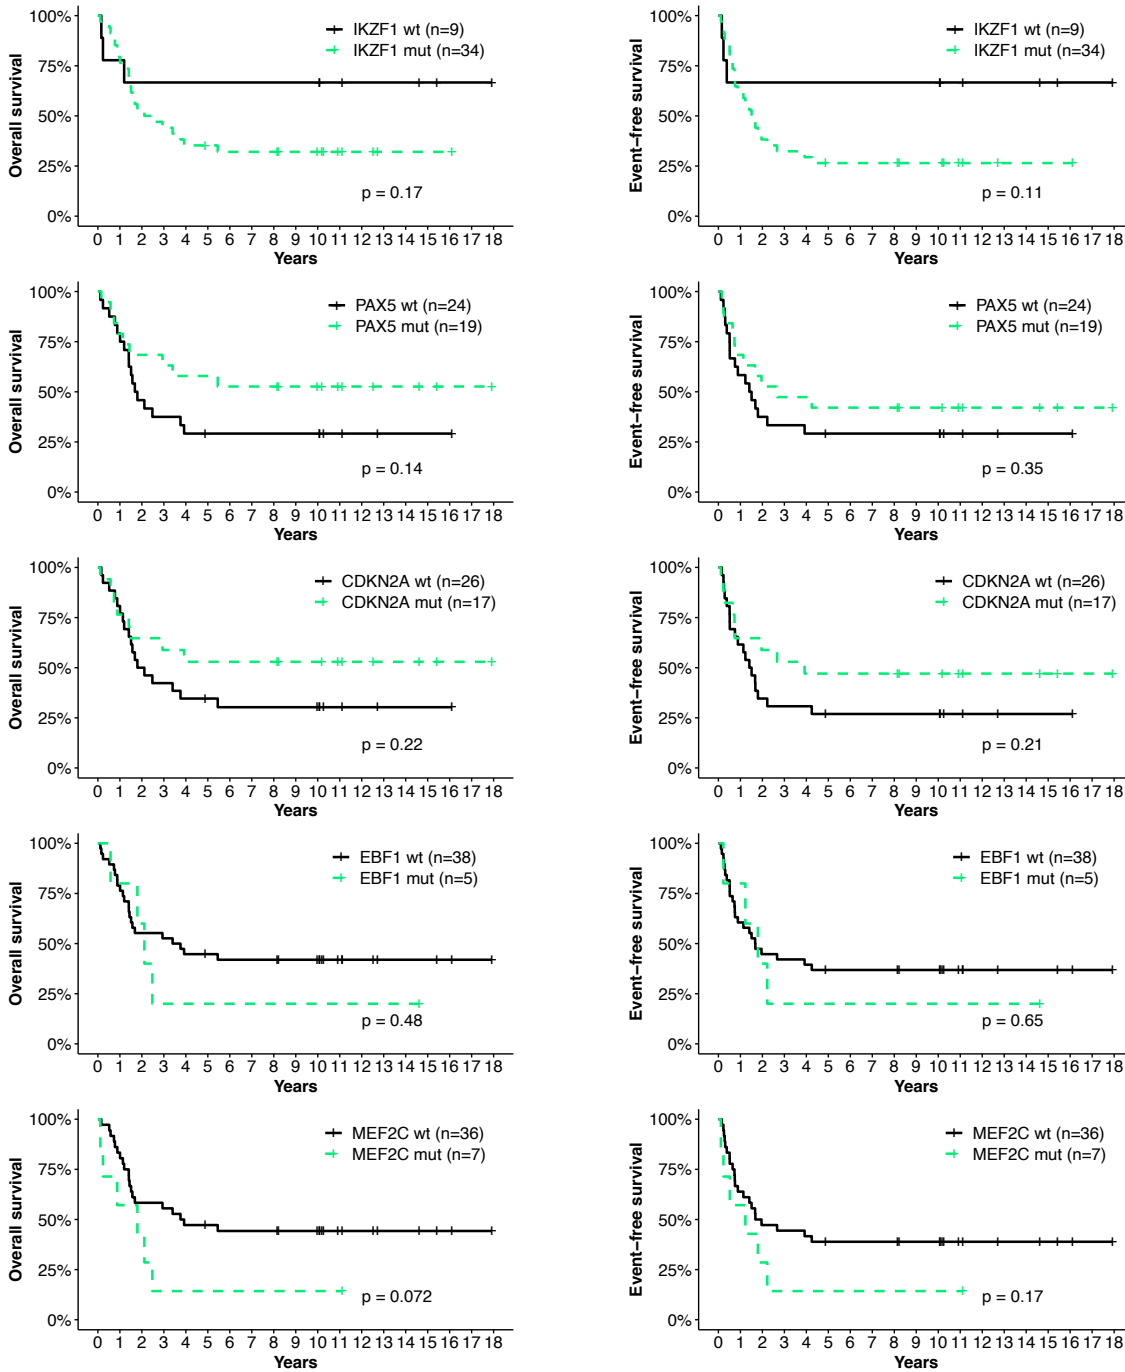 Overall survival
100%
75%
50%
25%
0%
IKZF1 wt (n=9)
IKZF1 mut (n=34)
p = 0.17
0 1 2 3 4 5 6 7 8 9 10 11 12 13 14 15 16 17 18
Years
Event−free survival
100%
75%
50%
25%
0%
IKZF1 wt (n=9)
IKZF1 mut (n=34)
p = 0.11
0 1 2 3 4 5 6 7 8 9 10 11 12 13 14 15 16 17 18
Years
Overall survival
100%
75%
50%
25%
0%
PAX5 wt (n=24)
PAX5 mut (n=19)
p = 0.14
0 1 2 3 4 5 6 7 8 9 10 11 12 13 14 15 16 17 18
Years
Event−free survival
100%
75%
50%
25%
0%
PAX5 wt (n=24)
PAX5 mut (n=19)
p = 0.35
0 1 2 3 4 5 6 7 8 9 10 11 12 13 14 15 16 17 18
Years
Overall survival
100%
75%
50%
25%
0%
CDKN2A wt (n=26)
CDKN2A mut (n=17)
p = 0.22
0 1 2 3 4 5 6 7 8 9 10 11 12 13 14 15 16 17 18
Years
Event−free survival
100%
75%
50%
25%
0%
CDKN2A wt (n=26)
CDKN2A mut (n=17)
p = 0.21
0 1 2 3 4 5 6 7 8 9 10 11 12 13 14 15 16 17 18
Years
Overall survival
100%
75%
50%
25%
0%
EBF1 wt (n=38)
EBF1 mut (n=5)
p = 0.48
0 1 2 3 4 5 6 7 8 9 10 11 12 13 14 15 16 17 18
Years
Event−free survival
100%
75%
50%
25%
0%
EBF1 wt (n=38)
EBF1 mut (n=5)
p = 0.65
0 1 2 3 4 5 6 7 8 9 10 11 12 13 14 15 16 17 18
Years
Overall survival
100%
75%
50%
25%
0%
MEF2C wt (n=36)
MEF2C mut (n=7)
p = 0.072
0 1 2 3 4 5 6 7 8 9 10 11 12 13 14 15 16 17 18
Years
Event−free survival
100%
75%
50%
25%
0%
MEF2C wt (n=36)
MEF2C mut (n=7)
p = 0.17
0 1 2 3 4 5 6 7 8 9 10 11 12 13 14 15 16 17 18
Years